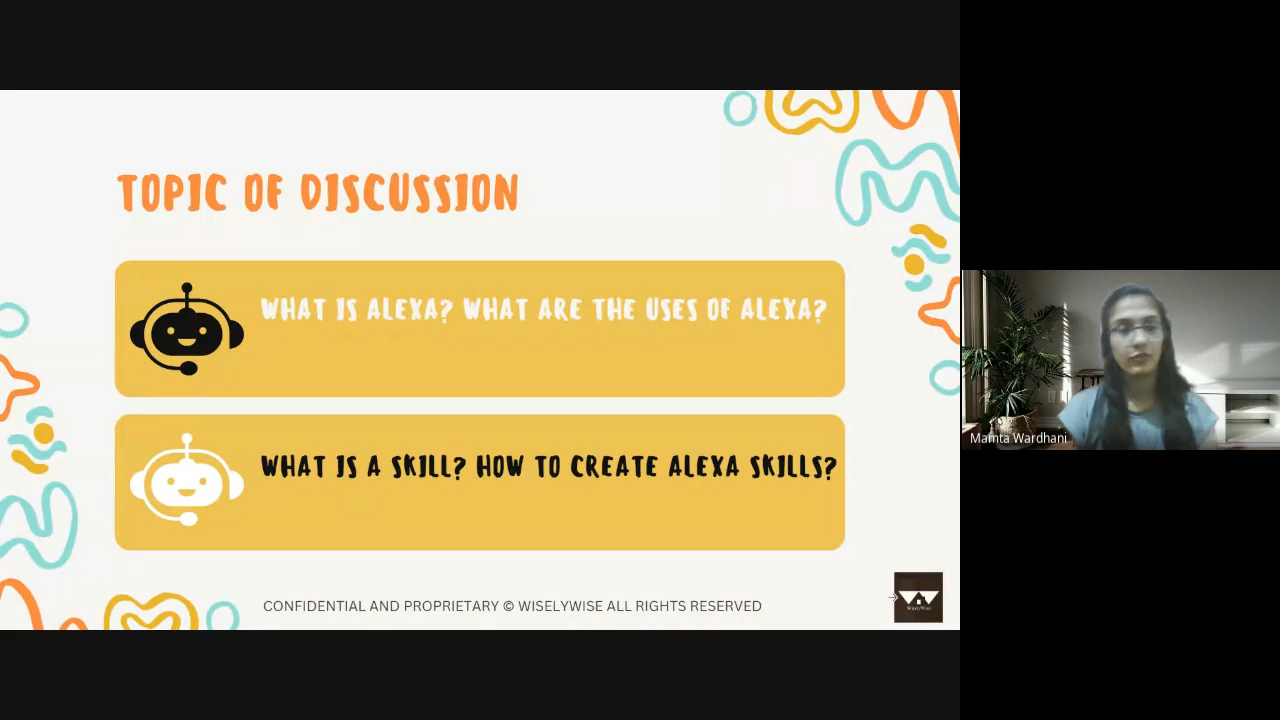 TOPIC OF DISCUSSION
WHAT IS ALEXA? WHAT ARE THE USES OF ALEXA?
WHAT IS A SKILL? HOW TO CREATE ALEXA SKILLS?
CONFIDENTIAL AND PROPRIETARY © WISELYWISE ALL RIGHTS RESERVED
WiselyWise
Mamta Wardhani